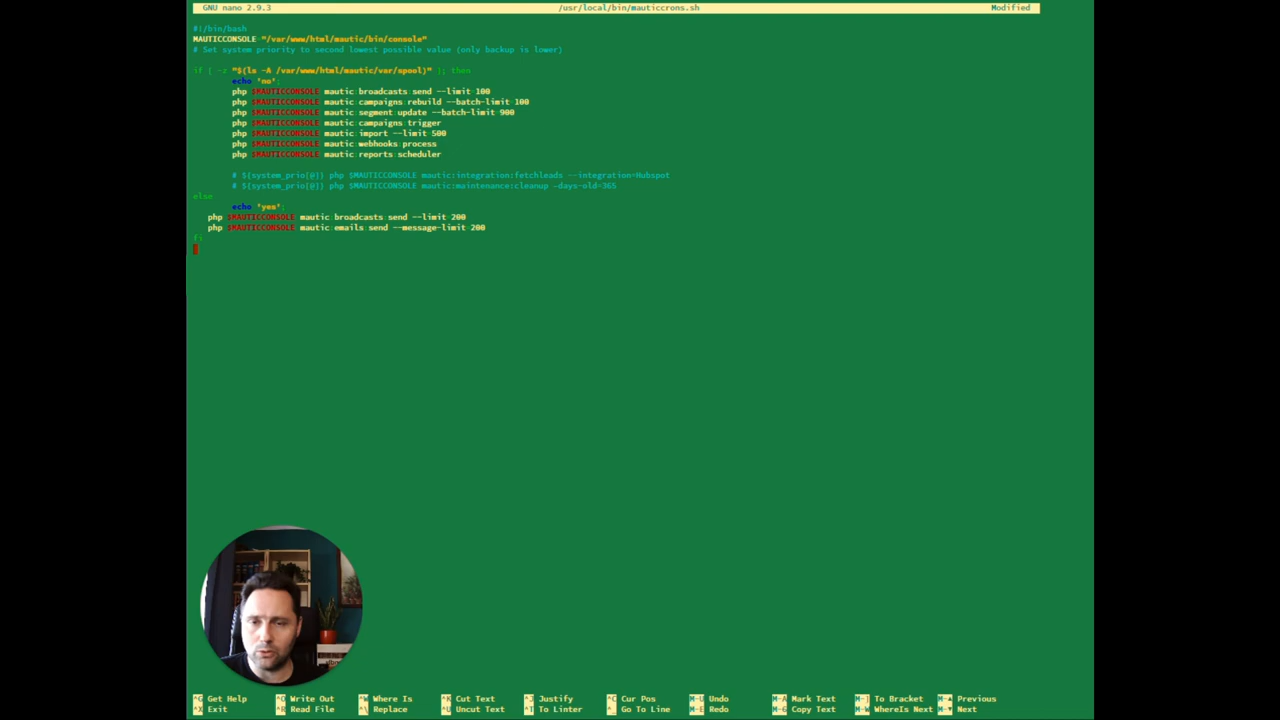 GNU nano 2.9.3 /usr/local/bin/mauticcrons.sh Modified
#!/bin/bash
MAUTICCONSOLE="/var/www/html/mautic/bin/console"
# Set system priority to second lowest possible value (only backup is lower)
if [ -z "$(ls -A /var/www/html/mautic/var/spool)" ]; then
echo "no";
php $MAUTICCONSOLE mautic:broadcasts:send --limit=100
php $MAUTICCONSOLE mautic:campaigns:rebuild --batch-limit=100
php $MAUTICCONSOLE mautic:segment:update --batch-limit=900
php $MAUTICCONSOLE mautic:campaigns:trigger
php $MAUTICCONSOLE mautic:import --limit=500
php $MAUTICCONSOLE mautic:webhooks:process
php $MAUTICCONSOLE mautic:reports:scheduler
# ${system_prio[@]} php $MAUTICCONSOLE mautic:integration:fetchleads --integration=Hubspot
# ${system_prio[@]} php $MAUTICCONSOLE mautic:maintenance:cleanup -days-old=365
else
echo "yes";
php $MAUTICCONSOLE mautic:broadcasts:send --limit=200
php $MAUTICCONSOLE mautic:emails:send --message-limit=200
fi
^G Get Help ^O Write Out ^W Where Is ^K Cut Text ^J Justify ^C Cur Pos M-U Undo M-A Mark Text M-] To Bracket M-▲ Previous
^X Exit ^R Read File ^\ Replace ^U Uncut Text ^T To Linter ^_ Go To Line M-E Redo M-6 Copy Text M-W WhereIs Next M-▼ Next